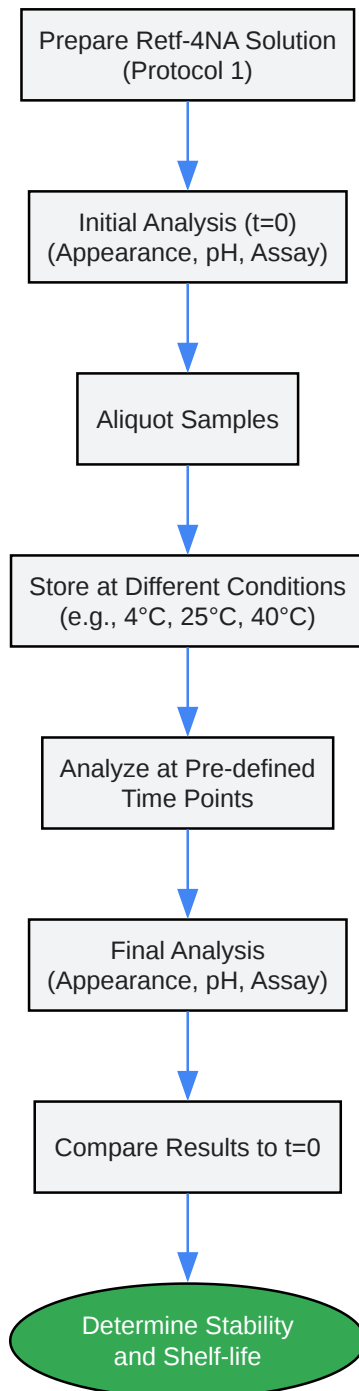 Prepare Retf-4NA Solution
(Protocol 1)
Initial Analysis (t=0)
(Appearance, pH, Assay)
Aliquot Samples
Store at Different Conditions
(e.g., 4°C, 25°C, 40°C)
Analyze at Pre-defined
Time Points
Final Analysis
(Appearance, pH, Assay)
Compare Results to t=0
Determine Stability
and Shelf-life